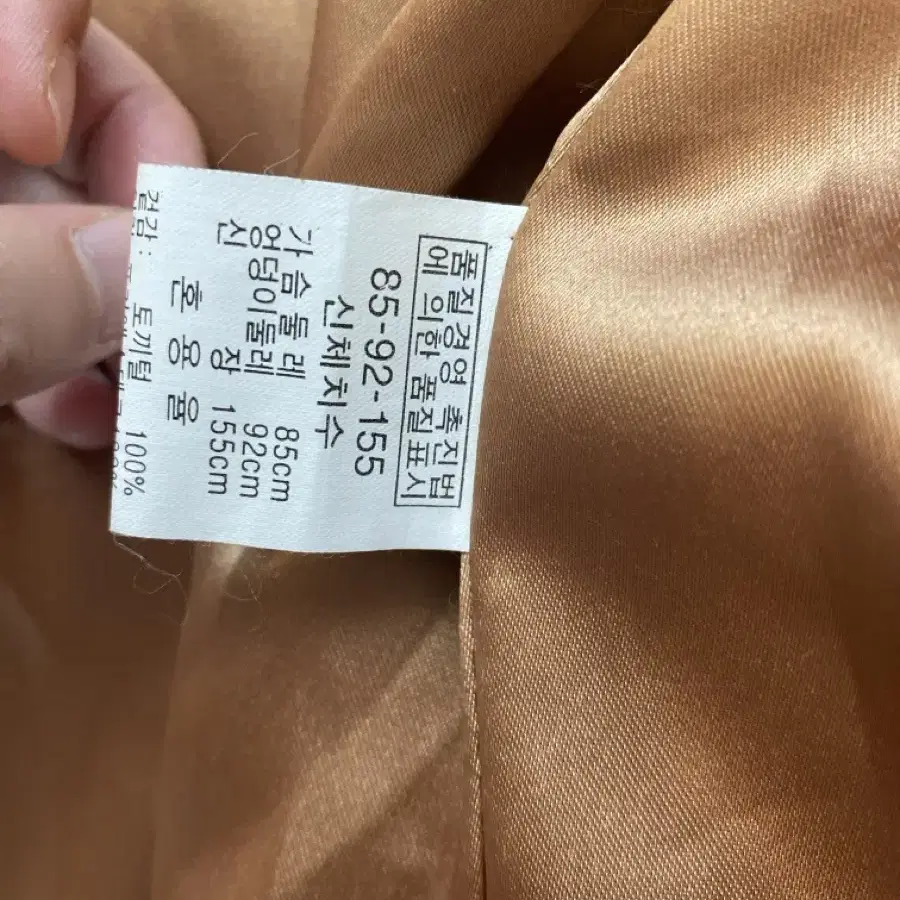 품질경영 촉진법
에 의한 품질표시
85-92-155
신체치수
가슴둘레 85cm
엉덩이둘레 92cm
신 장 155cm
혼 용 율
겉감: 토끼털 100%